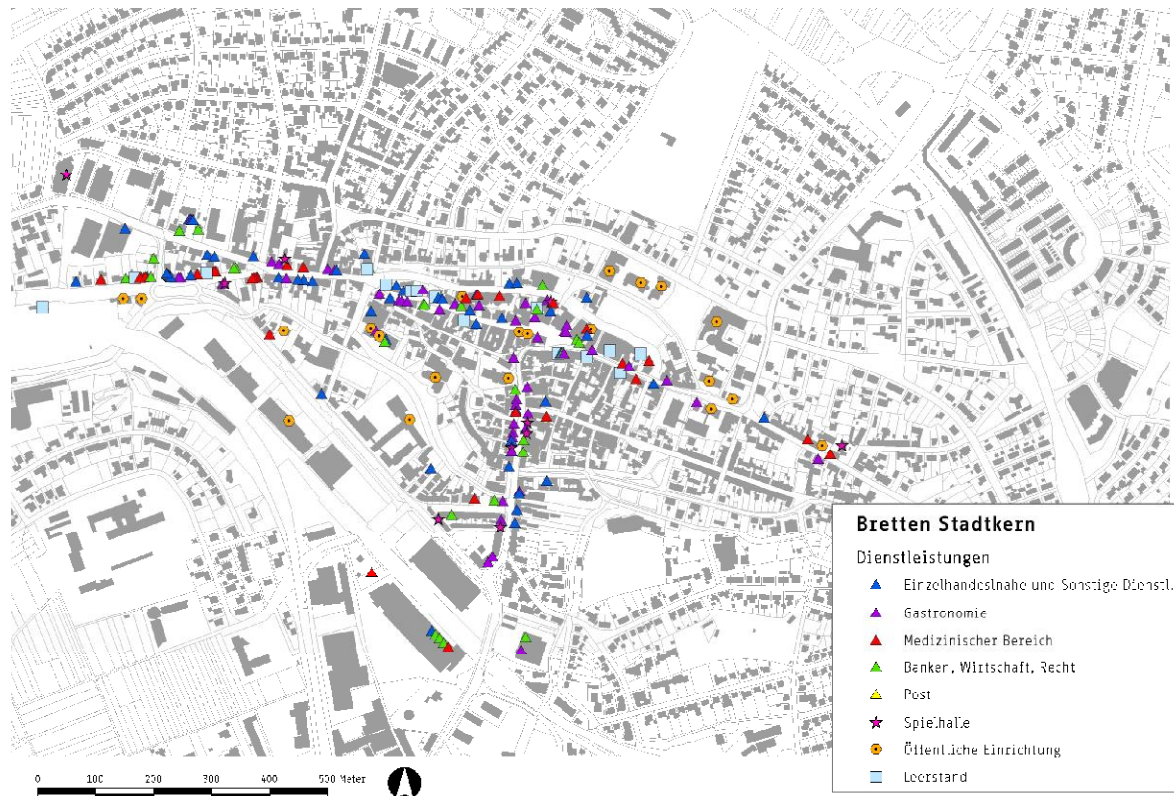 Bretten Stadtkern
Dienstleistungen
Einzelhandelsnahe und Sonstige Dienstl.
Gastronomie
Medizinischer Bereich
Banken, Wirtschaft, Recht
Post
Spielhalle
Öffentliche Einrichtung
Leerstand
0 100 200 300 500 Meter